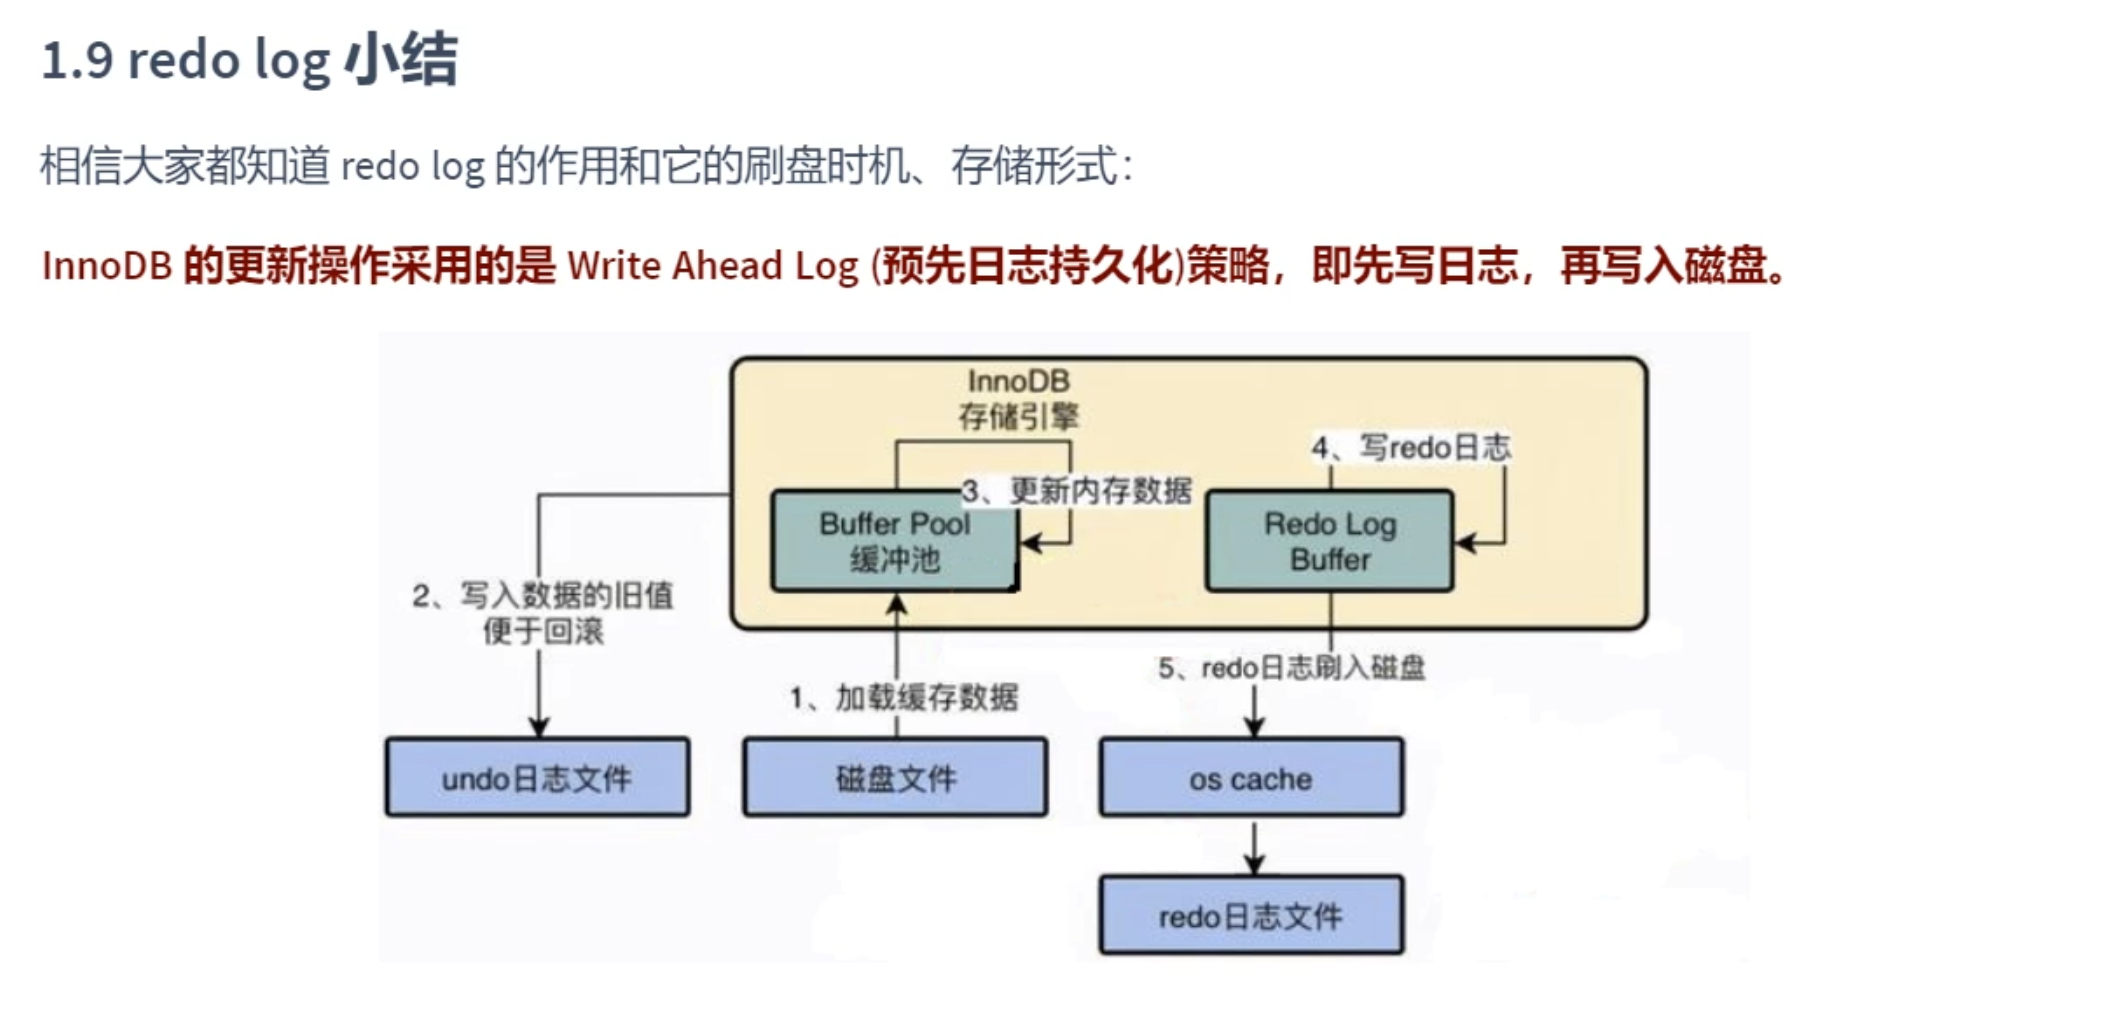 1.9 redo log 小结
相信大家都知道 redo log 的作用和它的刷盘时机、存储形式：
InnoDB 的更新操作采用的是 Write Ahead Log (预先日志持久化)策略，即先写日志，再写入磁盘。
InnoDB
存储引擎
4、写redo日志
3、更新内存数据
Buffer Pool
缓冲池
Redo Log
Buffer
2、写入数据的旧值
便于回滚
5、redo日志刷入磁盘
1、加载缓存数据
undo日志文件
磁盘文件
os cache
redo日志文件